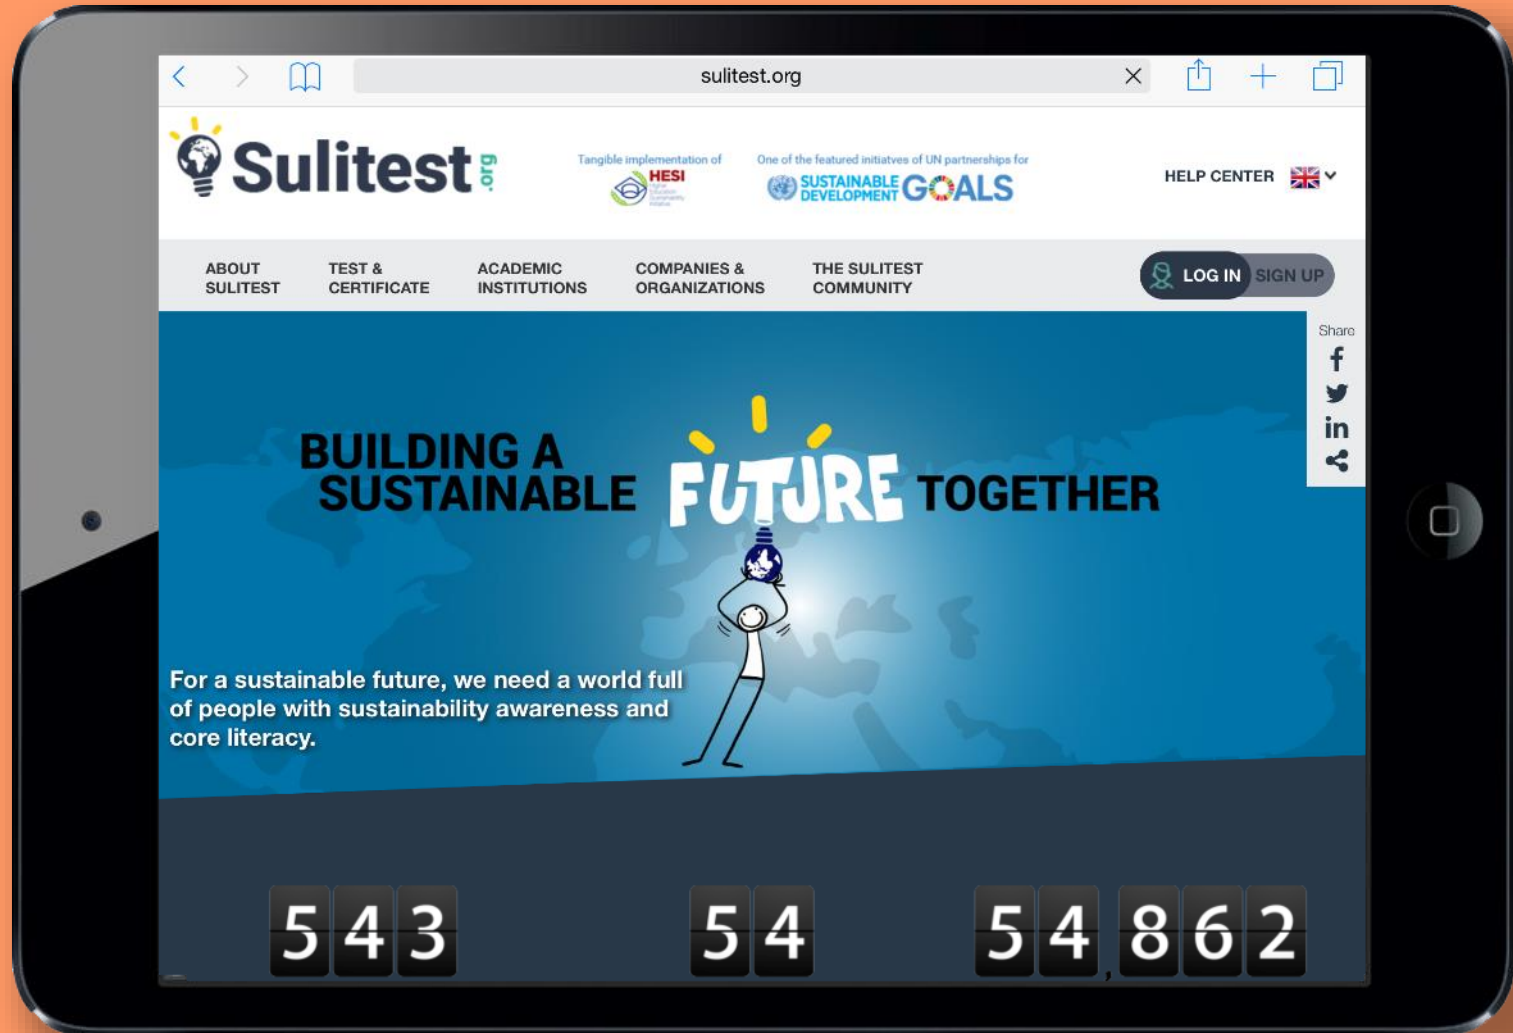 sulitest.org
Sulitest.org
Tangible implementation of
HESI
One of the featured initiatves of UN partnerships for
SUSTAINABLE
DEVELOPMENT GOALS
HELP CENTER
ABOUT
SULITEST
TEST &
CERTIFICATE
ACADEMIC
INSTITUTIONS
COMPANIES &
ORGANIZATIONS
THE SULITEST
COMMUNITY
LOG IN
SIGN UP
Share
BUILDING A
SUSTAINABLE FUTURE TOGETHER
For a sustainable future, we need a world full
of people with sustainability awareness and
core literacy.
543
54
54,862